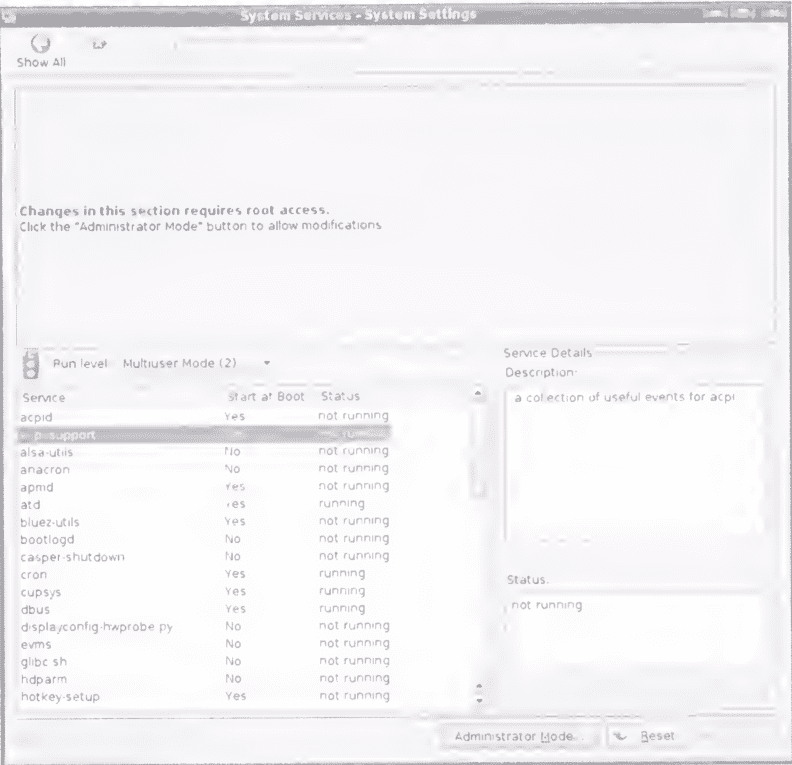 System Services - System Settings
Show All
Changes in this section requires root access.
Click the "Administrator Mode" button to allow modifications
Run level: Multiuser Mode (2)
Service Details
Description:
Service Start at Boot Status
a collection of useful events for acpi
acpid Yes not running
support
alsa-utils No not running
anacron No not running
apmd Yes not running
atd Yes running
bluez-utils Yes not running
bootlogd No not running
casper-shutdown No not running
cron Yes running
Status:
cupsys Yes running
dbus Yes running
not running
displayconfig-hwprobe.py No not running
evms No not running
glibc.sh No not running
hdparm No not running
hotkey-setup Yes not running
Administrator Mode... Reset